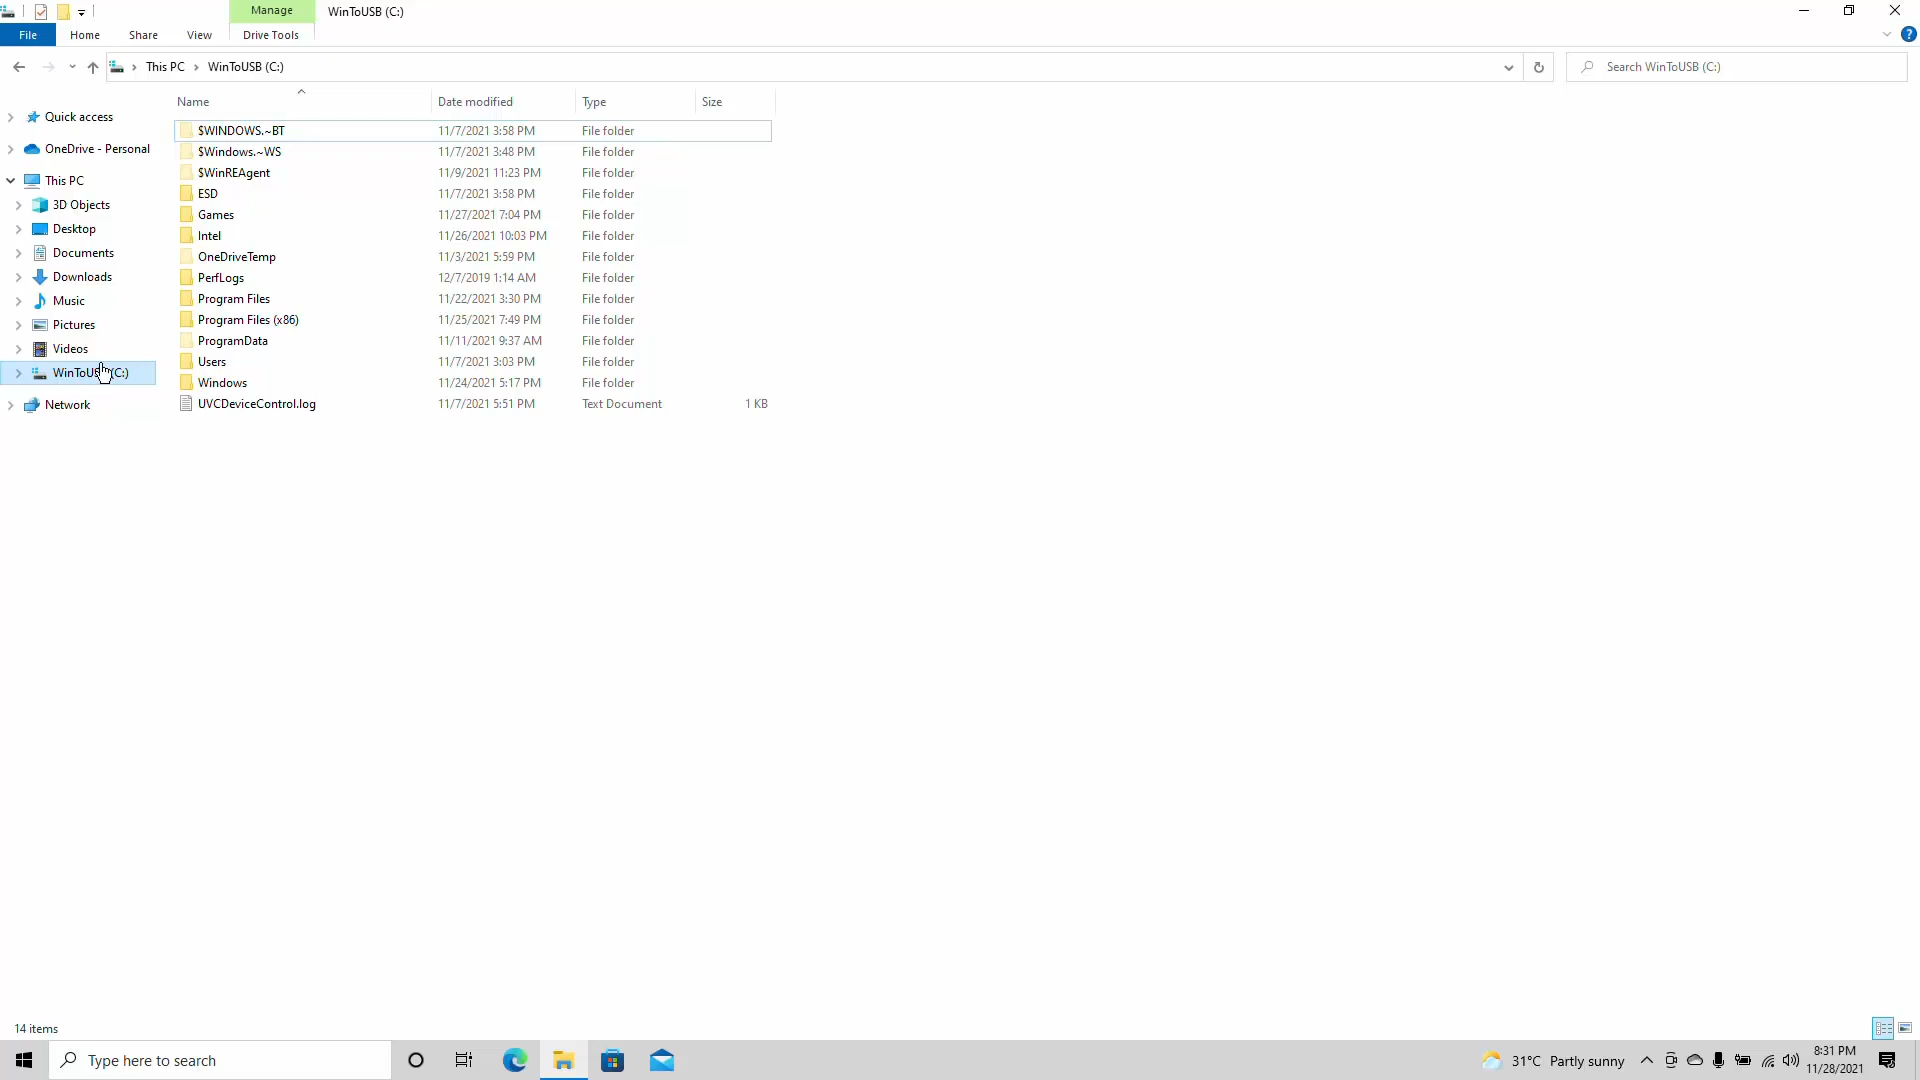 Manage
WinToUSB (C:)
File
Home
Share
View
Drive Tools
This PC
WinToUSB (C:)
Search WinToUSB (C:)
Name
Date modified
Type
Size
Quick access
OneDrive - Personal
This PC
3D Objects
Desktop
Documents
Downloads
Music
Pictures
Videos
WinToUSB (C:)
Network
$WINDOWS.~BT 11/7/2021 3:58 PM File folder
$Windows.~WS 11/7/2021 3:48 PM File folder
$WinREAgent 11/9/2021 11:23 PM File folder
ESD 11/7/2021 3:58 PM File folder
Games 11/27/2021 7:04 PM File folder
Intel 11/26/2021 10:03 PM File folder
OneDriveTemp 11/3/2021 5:59 PM File folder
PerfLogs 12/7/2019 1:14 AM File folder
Program Files 11/22/2021 3:30 PM File folder
Program Files (x86) 11/25/2021 7:49 PM File folder
ProgramData 11/11/2021 9:37 AM File folder
Users 11/7/2021 3:03 PM File folder
Windows 11/24/2021 5:17 PM File folder
UVCDeviceControl.log 11/7/2021 5:51 PM Text Document 1 KB
14 items
Type here to search
31°C Partly sunny
8:31 PM
11/28/2021